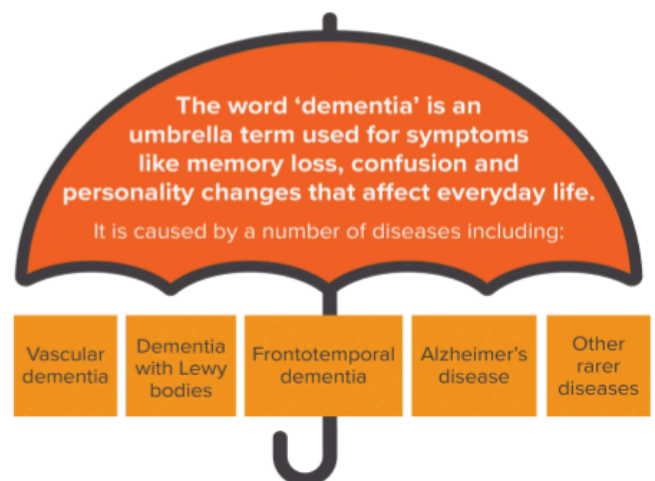 The word ‘dementia’ is an
umbrella term used for symptoms
like memory loss, confusion and
personality changes that affect everyday life.
It is caused by a number of diseases including:
Vascular
dementia
Dementia
with Lewy
bodies
Frontotemporal
dementia
Alzheimer’s
disease
Other
rarer
diseases